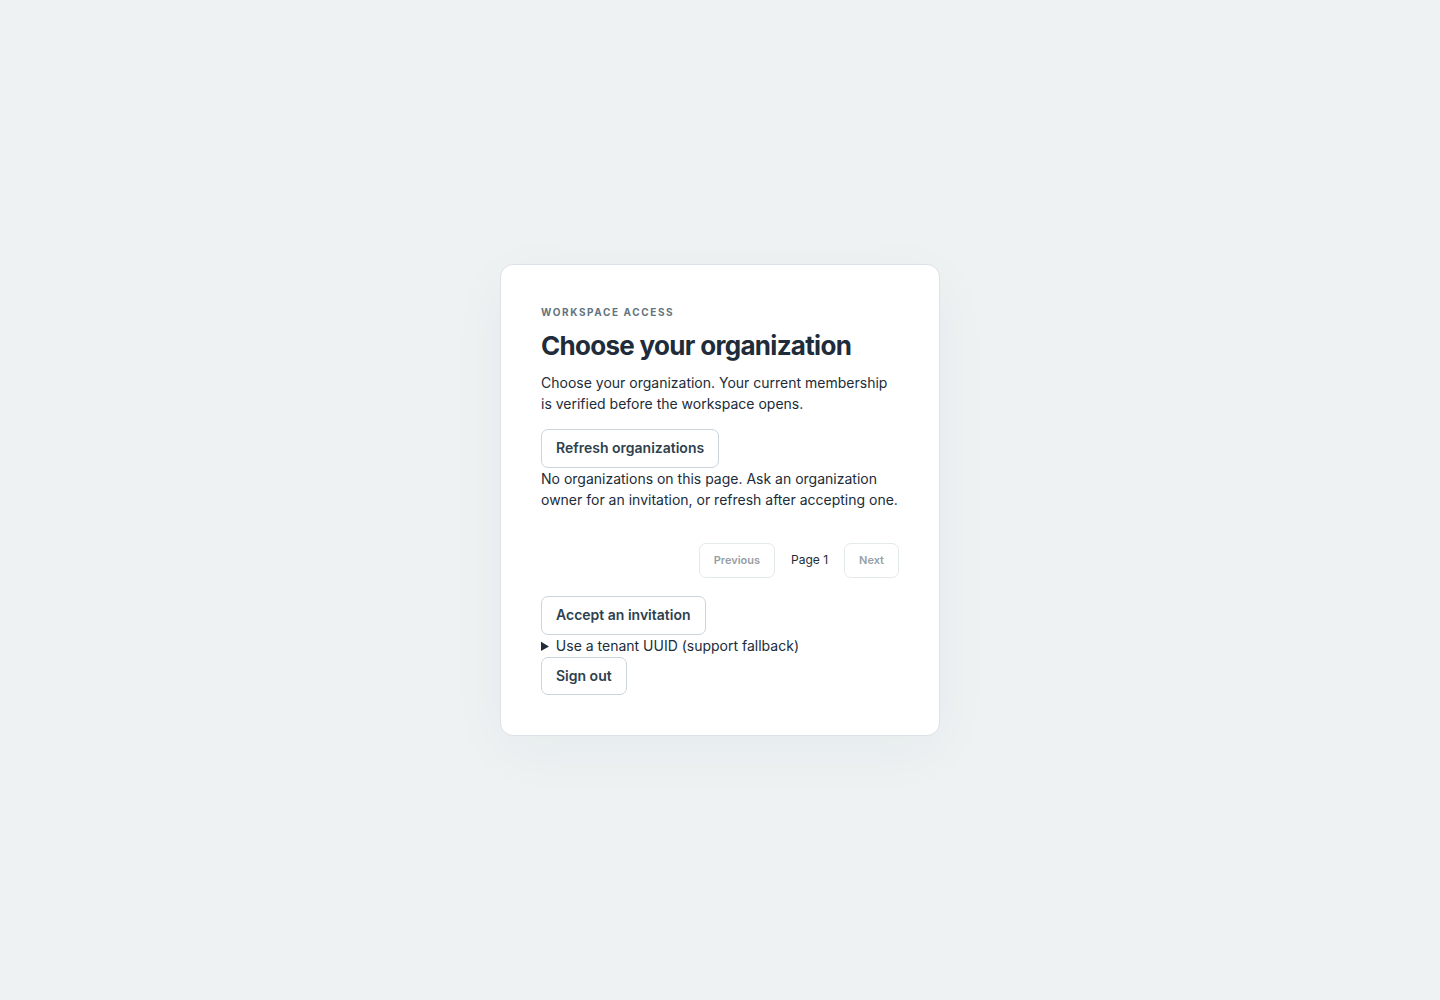 WORKSPACE ACCESS
Choose your organization
Choose your organization. Your current membership
is verified before the workspace opens.
Refresh organizations
No organizations on this page. Ask an organization
owner for an invitation, or refresh after accepting one.
Previous Page 1 Next
Accept an invitation
Use a tenant UUID (support fallback)
Sign out